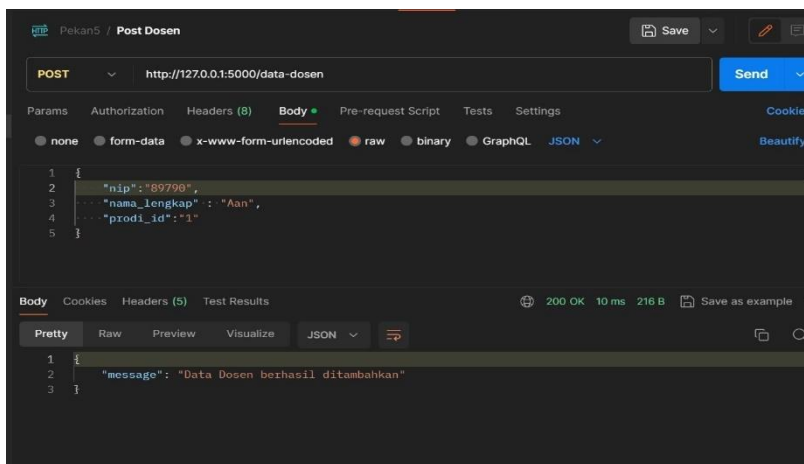 HTTP Pekan5 / Post Dosen Save
POST http://127.0.0.1:5000/data-dosen Send
Params Authorization Headers (8) Body Pre-request Script Tests Settings Cookie
none form-data x-www-form-urlencoded raw binary GraphQL JSON Beautify
1 {
2 "nip":"89790",
3 "nama_lengkap" : "Aan",
4 "prodi_id":"1"
5 }
Body Cookies Headers (5) Test Results 200 OK 10 ms 216 B Save as example
Pretty Raw Preview Visualize JSON
1 {
2 "message": "Data Dosen berhasil ditambahkan"
3 }